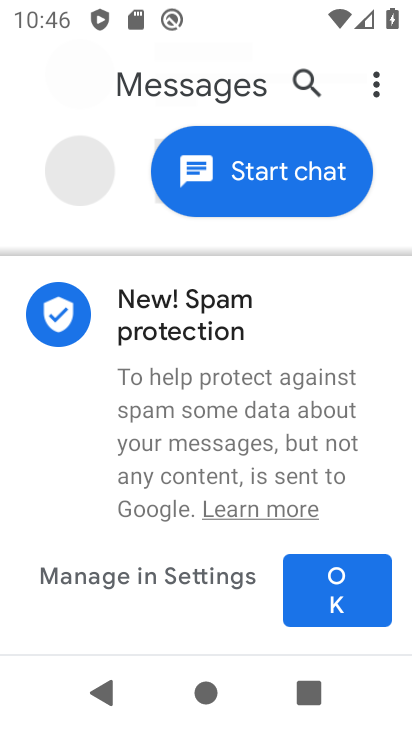 10:46
Messages
Start chat
New! Spam
protection
To help protect against
spam some data about
your messages, but not
any content, is sent to
Google. Learn more
Manage in Settings
O
K